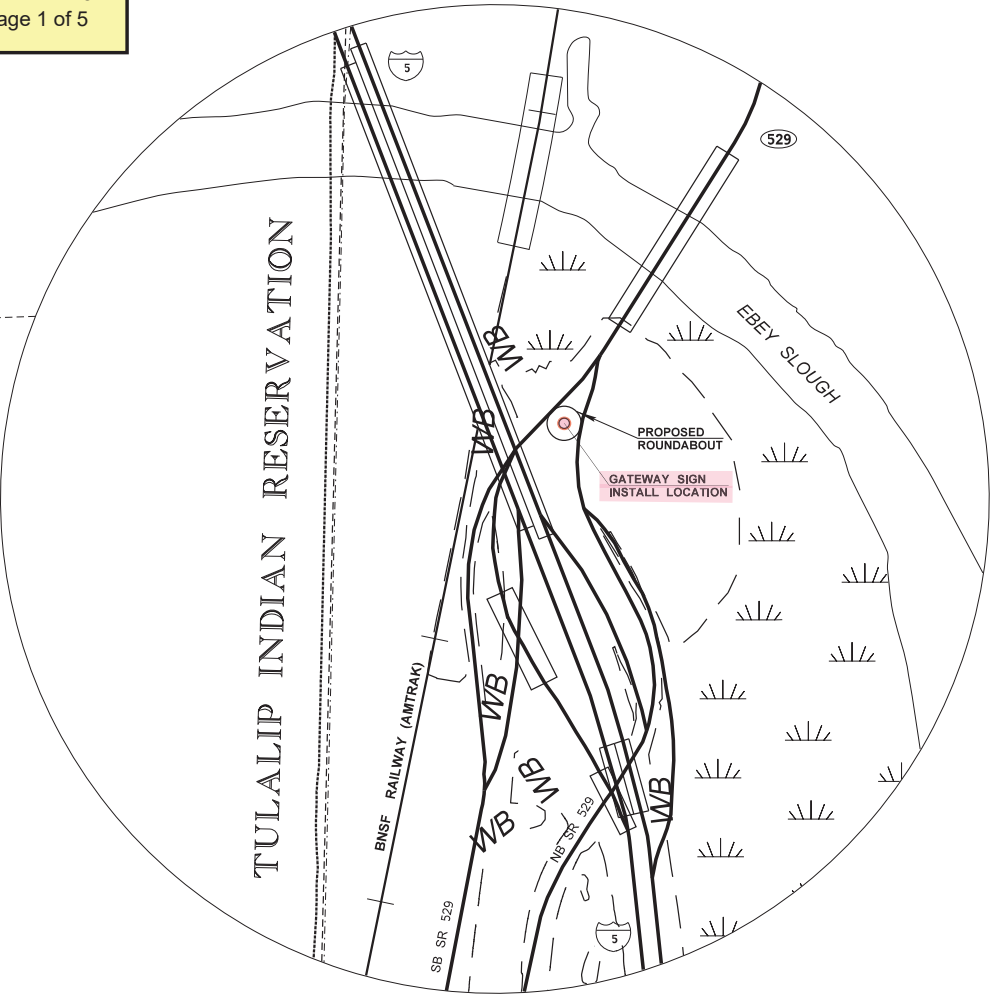 age 1 of 5
5
529
TULALIP INDIAN RESERVATION
EBEY SLOUGH
WB
WB
PROPOSED
ROUNDABOUT
GATEWAY SIGN
INSTALL LOCATION
BNSF RAILWAY (AMTRAK)
WB
WB
WB
WB
NB SR 529
SB SR 529
5